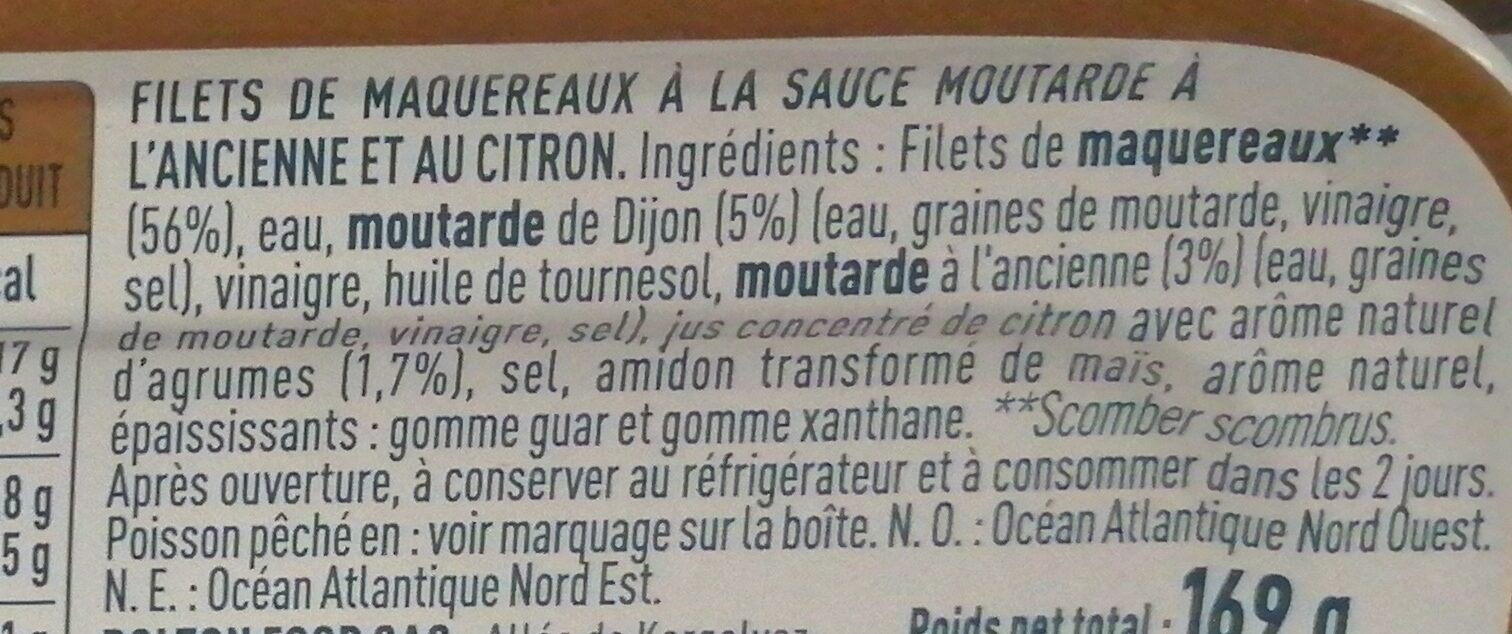 FILETS DE MAQUEREAUX À LA SAUCE MOUTARDE À
L'ANCIENNE ET AU CITRON. Ingrédients : Filets de maquereaux**
(56%), eau, moutarde de Dijon (5%) (eau, graines de moutarde, vinaigre,
sel), vinaigre, huile de tournesol, moutarde à l'ancienne (3%) (eau, graines
de moutarde, vinaigre, sel), jus concentré de citron avec arôme naturel
d'agrumes (1,7%), sel, amidon transformé de maïs, arôme naturel,
épaississants : gomme guar et gomme xanthane. **Scomber scombrus.
Après ouverture, à conserver au réfrigérateur et à consommer dans les 2 jours.
Poisson pêché en : voir marquage sur la boîte. N. O. : Océan Atlantique Nord Ouest.
N. E. : Océan Atlantique Nord Est.
Poids net total : 169 g